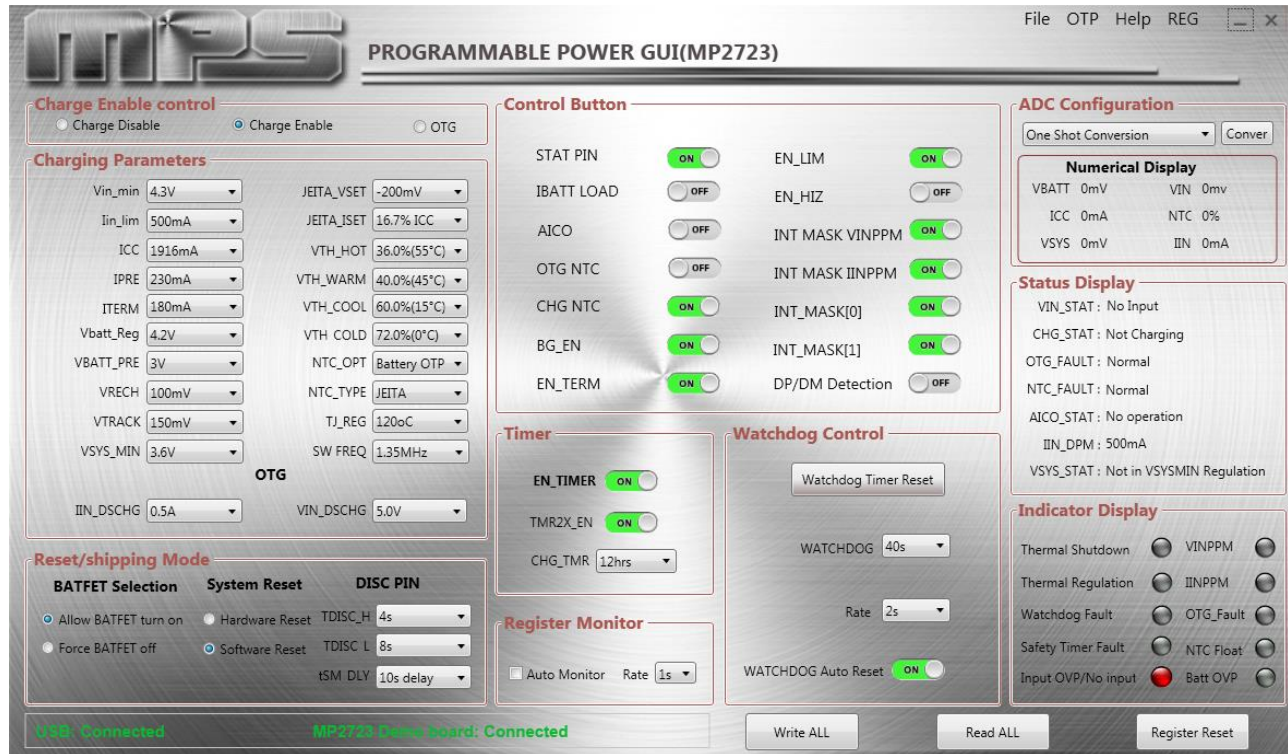 mps
File OTP Help REG
PROGRAMMABLE POWER GUI(MP2723)
Charge Enable control
Charge Disable Charge Enable OTG
Charging Parameters
Vin_min 4.3V JEITA_VSET -200mV
Iin_lim 500mA JEITA_ISET 16.7% ICC
ICC 1916mA VTH_HOT 36.0%(55°C)
IPRE 230mA VTH_WARM 40.0%(45°C)
ITERM 180mA VTH_COOL 60.0%(15°C)
Vbatt_Reg 4.2V VTH COLD 72.0%(0°C)
VBATT_PRE 3V NTC_OPT Battery OTP
VRECH 100mV NTC_TYPE JEITA
VTRACK 150mV TJ_REG 120oC
VSYS_MIN 3.6V SW FREQ 1.35MHz
OTG
IIN_DSCHG 0.5A VIN_DSCHG 5.0V
Reset/shipping Mode
BATFET Selection System Reset DISC PIN
Allow BATFET turn on Hardware Reset TDISC_H 4s
Force BATFET off Software Reset TDISC L 8s
tSM DLY 10s delay
Control Button
STAT PIN ON EN_LIM ON
IBATT LOAD OFF EN_HIZ OFF
AICO OFF INT MASK VINPPM ON
OTG NTC OFF INT MASK IINPPM ON
CHG NTC ON INT_MASK[0] ON
BG_EN ON INT_MASK[1] ON
EN_TERM ON DP/DM Detection OFF
Timer
EN_TIMER ON
TMR2X_EN ON
CHG_TMR 12hrs
Register Monitor
Auto Monitor Rate 1s
Watchdog Control
Watchdog Timer Reset
WATCHDOG 40s
Rate 2s
WATCHDOG Auto Reset ON
ADC Configuration
One Shot Conversion Conver
Numerical Display
VBATT 0mV VIN 0mv
ICC 0mA NTC 0%
VSYS 0mV IIN 0mA
Status Display
VIN_STAT : No Input
CHG_STAT : Not Charging
OTG_FAULT : Normal
NTC_FAULT : Normal
AICO_STAT : No operation
IIN_DPM : 500mA
VSYS_STAT : Not in VSYSMIN Regulation
Indicator Display
Thermal Shutdown VINPPM
Thermal Regulation IINPPM
Watchdog Fault OTG_Fault
Safety Timer Fault NTC Float
Input OVP/No input Batt OVP
USB: Connected MP2723 Demo board: Connected
Write ALL Read ALL Register Reset